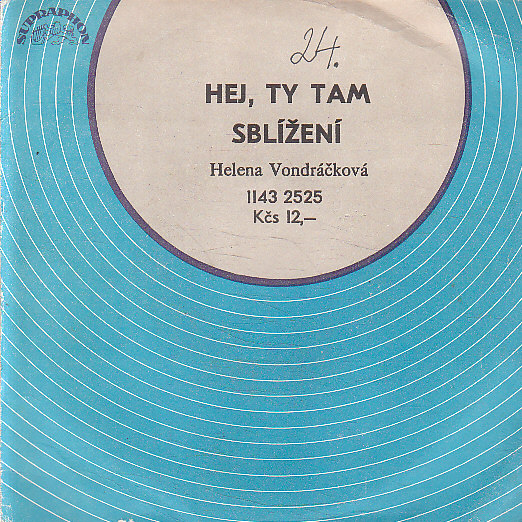 SUPRAPHON
24.
HEJ, TY TAM
SBLÍŽENÍ
Helena Vondráčková
1143 2525
Kčs 12,—